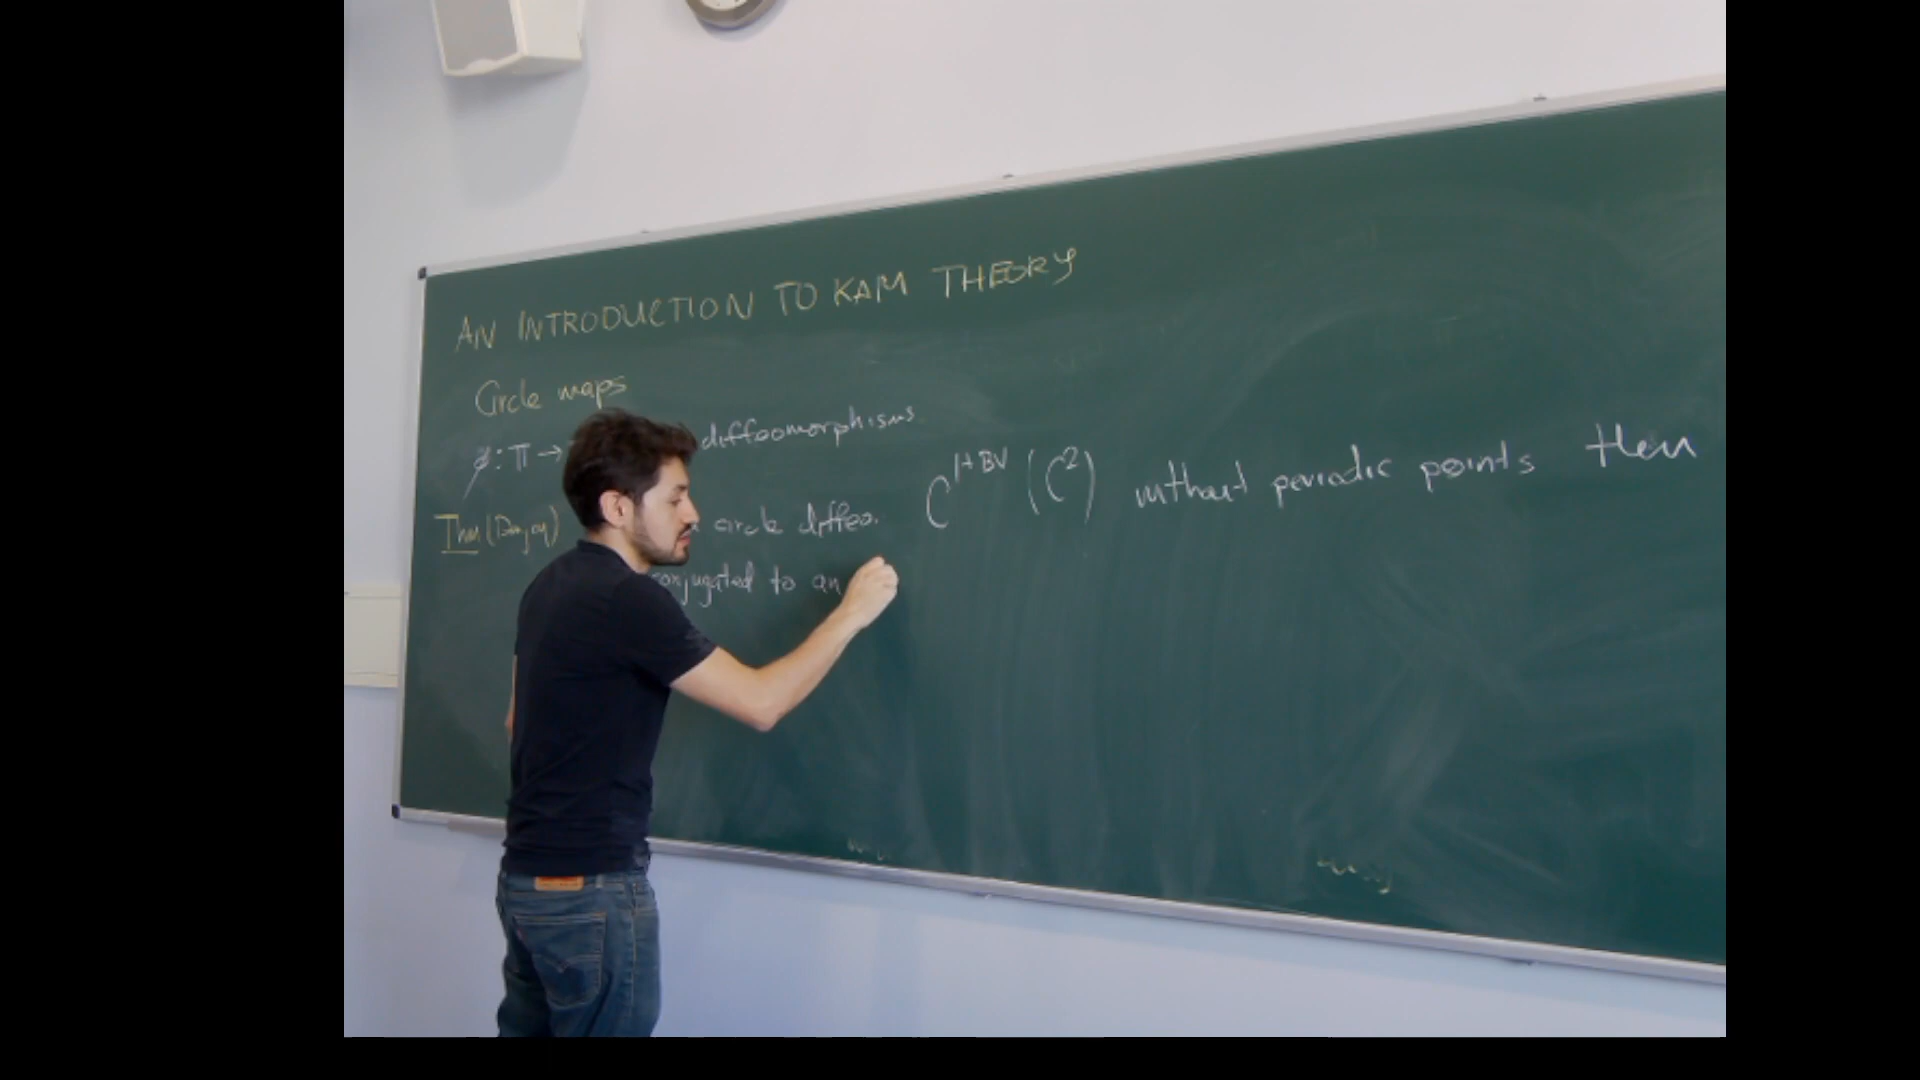 AN INTRODUCTION TO KAM THEORY
Circle maps
ϕ: 𝕋 → diffeomorphisms
Thm (Denjoy) circle diffeo. C^{1+BV} (C²) without periodic points then
conjugated to an